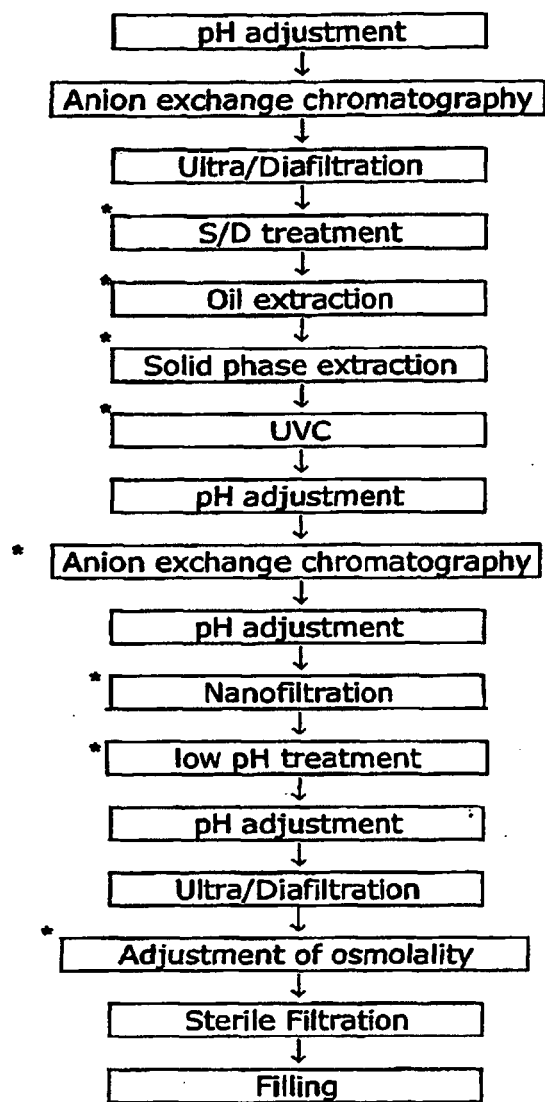 pH adjustment
Anion exchange chromatography
Ultra/Diafiltration
* S/D treatment
* Oil extraction
* Solid phase extraction
* UVC
pH adjustment
* Anion exchange chromatography
pH adjustment
* Nanofiltration
* low pH treatment
pH adjustment
Ultra/Diafiltration
* Adjustment of osmolality
Sterile Filtration
Filling